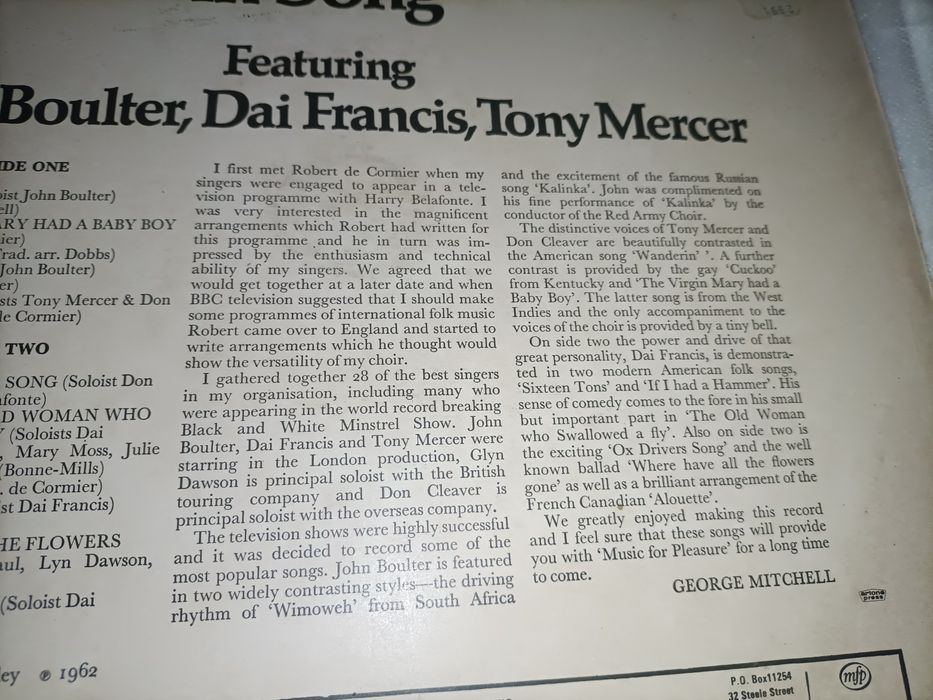 in Song
Featuring
Boulter, Dai Francis, Tony Mercer
IDE ONE
ist John Boulter)
ell)
ARY HAD A BABY BOY
ier)
Trad. arr. Dobbs)
John Boulter)
er)
sts Tony Mercer & Don
de Cormier)
TWO
SONG (Soloist Don
afonte)
D WOMAN WHO
Y (Soloists Dai
, Mary Moss, Julie
(Bonne-Mills)
. de Cormier)
st Dai Francis)
HE FLOWERS
aul, Lyn Dawson,
(Soloist Dai
ley ℗ 1962
I first met Robert de Cormier when my
singers were engaged to appear in a tele-
vision programme with Harry Belafonte. I
was very interested in the magnificent
arrangements which Robert had written for
this programme and he in turn was im-
pressed by the enthusiasm and technical
ability of my singers. We agreed that we
would get together at a later date and when
BBC television suggested that I should make
some programmes of international folk music
Robert came over to England and started to
write arrangements which he thought would
show the versatility of my choir.
I gathered together 28 of the best singers
in my organisation, including many who
were appearing in the world record breaking
Black and White Minstrel Show. John
Boulter, Dai Francis and Tony Mercer were
starring in the London production, Glyn
Dawson is principal soloist with the British
touring company and Don Cleaver is
principal soloist with the overseas company.
The television shows were highly successful
and it was decided to record some of the
most popular songs. John Boulter is featured
in two widely contrasting styles—the driving
rhythm of 'Wimoweh' from South Africa
and the excitement of the famous Russian
song 'Kalinka'. John was complimented on
his fine performance of 'Kalinka' by the
conductor of the Red Army Choir.
The distinctive voices of Tony Mercer and
Don Cleaver are beautifully contrasted in
the American song 'Wanderin' '. A further
contrast is provided by the gay 'Cuckoo'
from Kentucky and 'The Virgin Mary had a
Baby Boy'. The latter song is from the West
Indies and the only accompaniment to the
voices of the choir is provided by a tiny bell.
On side two the power and drive of that
great personality, Dai Francis, is demonstra-
ted in two modern American folk songs,
'Sixteen Tons' and 'If I had a Hammer'. His
sense of comedy comes to the fore in his small
but important part in 'The Old Woman
who Swallowed a fly'. Also on side two is
the exciting 'Ox Drivers Song' and the well
known ballad 'Where have all the flowers
gone' as well as a brilliant arrangement of the
French Canadian 'Alouette'.
We greatly enjoyed making this record
and I feel sure that these songs will provide
you with 'Music for Pleasure' for a long time
to come.
GEORGE MITCHELL
artone
press
P.O. Box11254
32 Steele Street
mfp